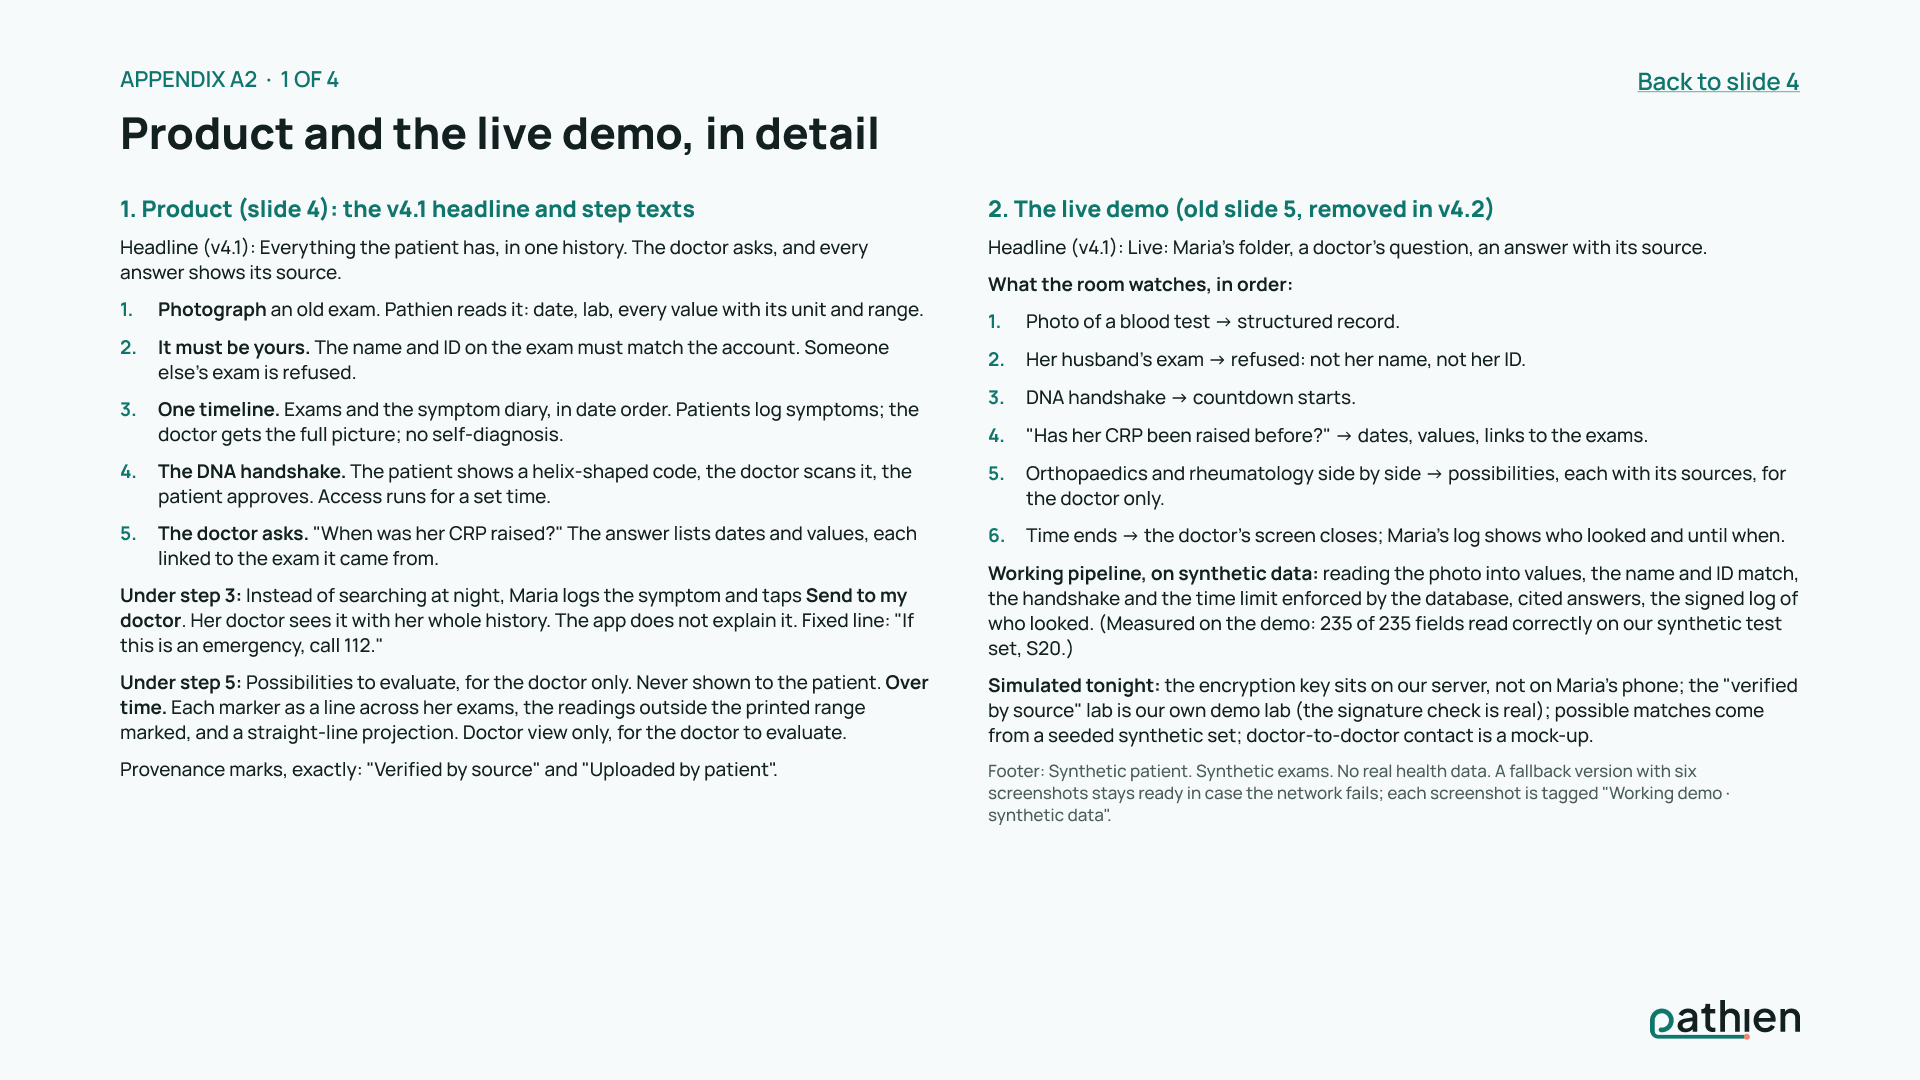 APPENDIX A2 · 1 OF 4
Back to slide 4
Product and the live demo, in detail
1. Product (slide 4): the v4.1 headline and step texts
Headline (v4.1): Everything the patient has, in one history. The doctor asks, and every
answer shows its source.
1. Photograph an old exam. Pathien reads it: date, lab, every value with its unit and range.
2. It must be yours. The name and ID on the exam must match the account. Someone
else's exam is refused.
3. One timeline. Exams and the symptom diary, in date order. Patients log symptoms; the
doctor gets the full picture; no self-diagnosis.
4. The DNA handshake. The patient shows a helix-shaped code, the doctor scans it, the
patient approves. Access runs for a set time.
5. The doctor asks. "When was her CRP raised?" The answer lists dates and values, each
linked to the exam it came from.
Under step 3: Instead of searching at night, Maria logs the symptom and taps Send to my
doctor. Her doctor sees it with her whole history. The app does not explain it. Fixed line: "If
this is an emergency, call 112."
Under step 5: Possibilities to evaluate, for the doctor only. Never shown to the patient. Over
time. Each marker as a line across her exams, the readings outside the printed range
marked, and a straight-line projection. Doctor view only, for the doctor to evaluate.
Provenance marks, exactly: "Verified by source" and "Uploaded by patient".
2. The live demo (old slide 5, removed in v4.2)
Headline (v4.1): Live: Maria's folder, a doctor's question, an answer with its source.
What the room watches, in order:
1. Photo of a blood test → structured record.
2. Her husband's exam → refused: not her name, not her ID.
3. DNA handshake → countdown starts.
4. "Has her CRP been raised before?" → dates, values, links to the exams.
5. Orthopaedics and rheumatology side by side → possibilities, each with its sources, for
the doctor only.
6. Time ends → the doctor's screen closes; Maria's log shows who looked and until when.
Working pipeline, on synthetic data: reading the photo into values, the name and ID match,
the handshake and the time limit enforced by the database, cited answers, the signed log of
who looked. (Measured on the demo: 235 of 235 fields read correctly on our synthetic test
set, S20.)
Simulated tonight: the encryption key sits on our server, not on Maria's phone; the "verified
by source" lab is our own demo lab (the signature check is real); possible matches come
from a seeded synthetic set; doctor-to-doctor contact is a mock-up.
Footer: Synthetic patient. Synthetic exams. No real health data. A fallback version with six
screenshots stays ready in case the network fails; each screenshot is tagged "Working demo ·
synthetic data".
pathien